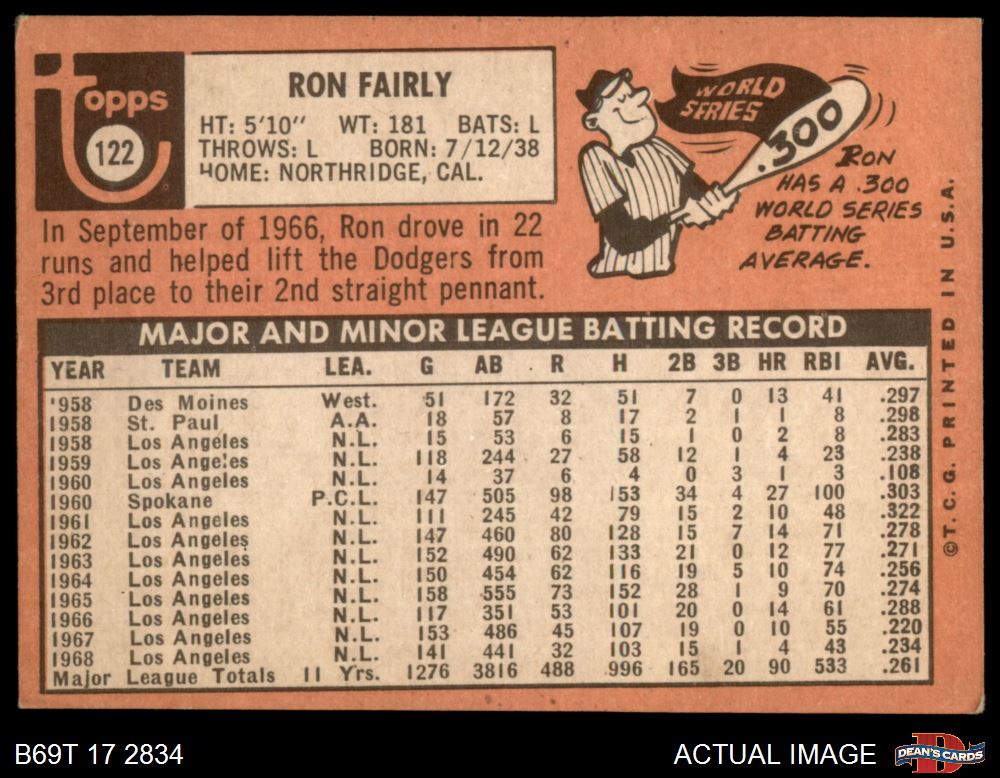 topps
122
RON FAIRLY
HT: 5'10" WT: 181 BATS: L
THROWS: L BORN: 7/12/38
HOME: NORTHRIDGE, CAL.
WORLD
SERIES
.300
RON
HAS A .300
WORLD SERIES
BATTING
AVERAGE.
In September of 1966, Ron drove in 22
runs and helped lift the Dodgers from
3rd place to their 2nd straight pennant.
MAJOR AND MINOR LEAGUE BATTING RECORD
YEAR TEAM LEA. G AB R H 2B 3B HR RBI AVG.
1958 Des Moines West. 51 172 32 51 7 0 13 41 .297
1958 St. Paul A.A. 18 57 8 17 2 1 1 8 .298
1958 Los Angeles N.L. 15 53 6 15 1 0 2 8 .283
1959 Los Angeles N.L. 118 244 27 58 12 1 4 23 .238
1960 Los Angeles N.L. 14 37 6 4 0 3 1 3 .108
1960 Spokane P.C.L. 147 505 98 153 34 4 27 100 .303
1961 Los Angeles N.L. 111 245 42 79 15 2 10 48 .322
1962 Los Angeles N.L. 147 460 80 128 15 7 14 71 .278
1963 Los Angeles N.L. 152 490 62 133 21 0 12 77 .271
1964 Los Angeles N.L. 150 454 62 116 19 5 10 74 .256
1965 Los Angeles N.L. 158 555 73 152 28 1 9 70 .274
1966 Los Angeles N.L. 117 351 53 101 20 0 14 61 .288
1967 Los Angeles N.L. 153 486 45 107 19 0 10 55 .220
1968 Los Angeles N.L. 141 441 32 103 15 1 4 43 .234
Major League Totals 11 Yrs. 1276 3816 488 996 165 20 90 533 .261
©T.C.G. PRINTED IN U.S.A.
B69T 17 2834
ACTUAL IMAGE
DEAN'S CARDS